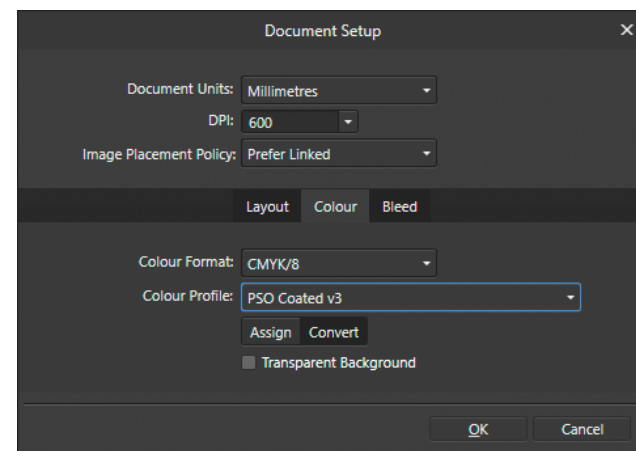 Document Setup
Document Units: Millimetres
DPI: 600
Image Placement Policy: Prefer Linked
Layout Colour Bleed
Colour Format: CMYK/8
Colour Profile: PSO Coated v3
Assign Convert
Transparent Background
OK Cancel